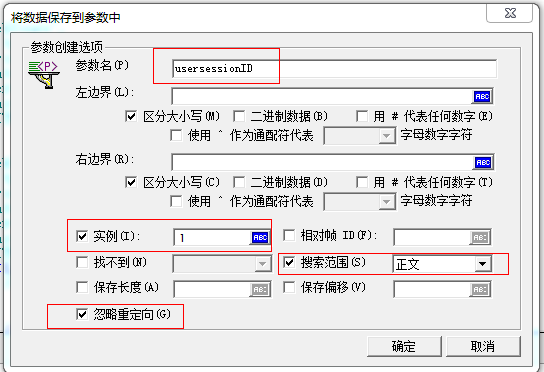 将数据保存到参数中
参数创建选项
<P>
参数名(P)
usersessionID
左边界(L):
ABC
区分大小写(M) 二进制数据(B) 用 # 代表任何数字(E)
使用 ^ 作为通配符代表 字母数字字符
右边界(R):
ABC
区分大小写(C) 二进制数据(D) 用 # 代表任何数字(T)
使用 ^ 作为通配符代表 字母数字字符
实例(I): 1 ABC 相对帧 ID(F): ABC
找不到(N) 搜索范围(S) 正文
保存长度(A) ABC 保存偏移(V) ABC
忽略重定向(G)
确定 取消